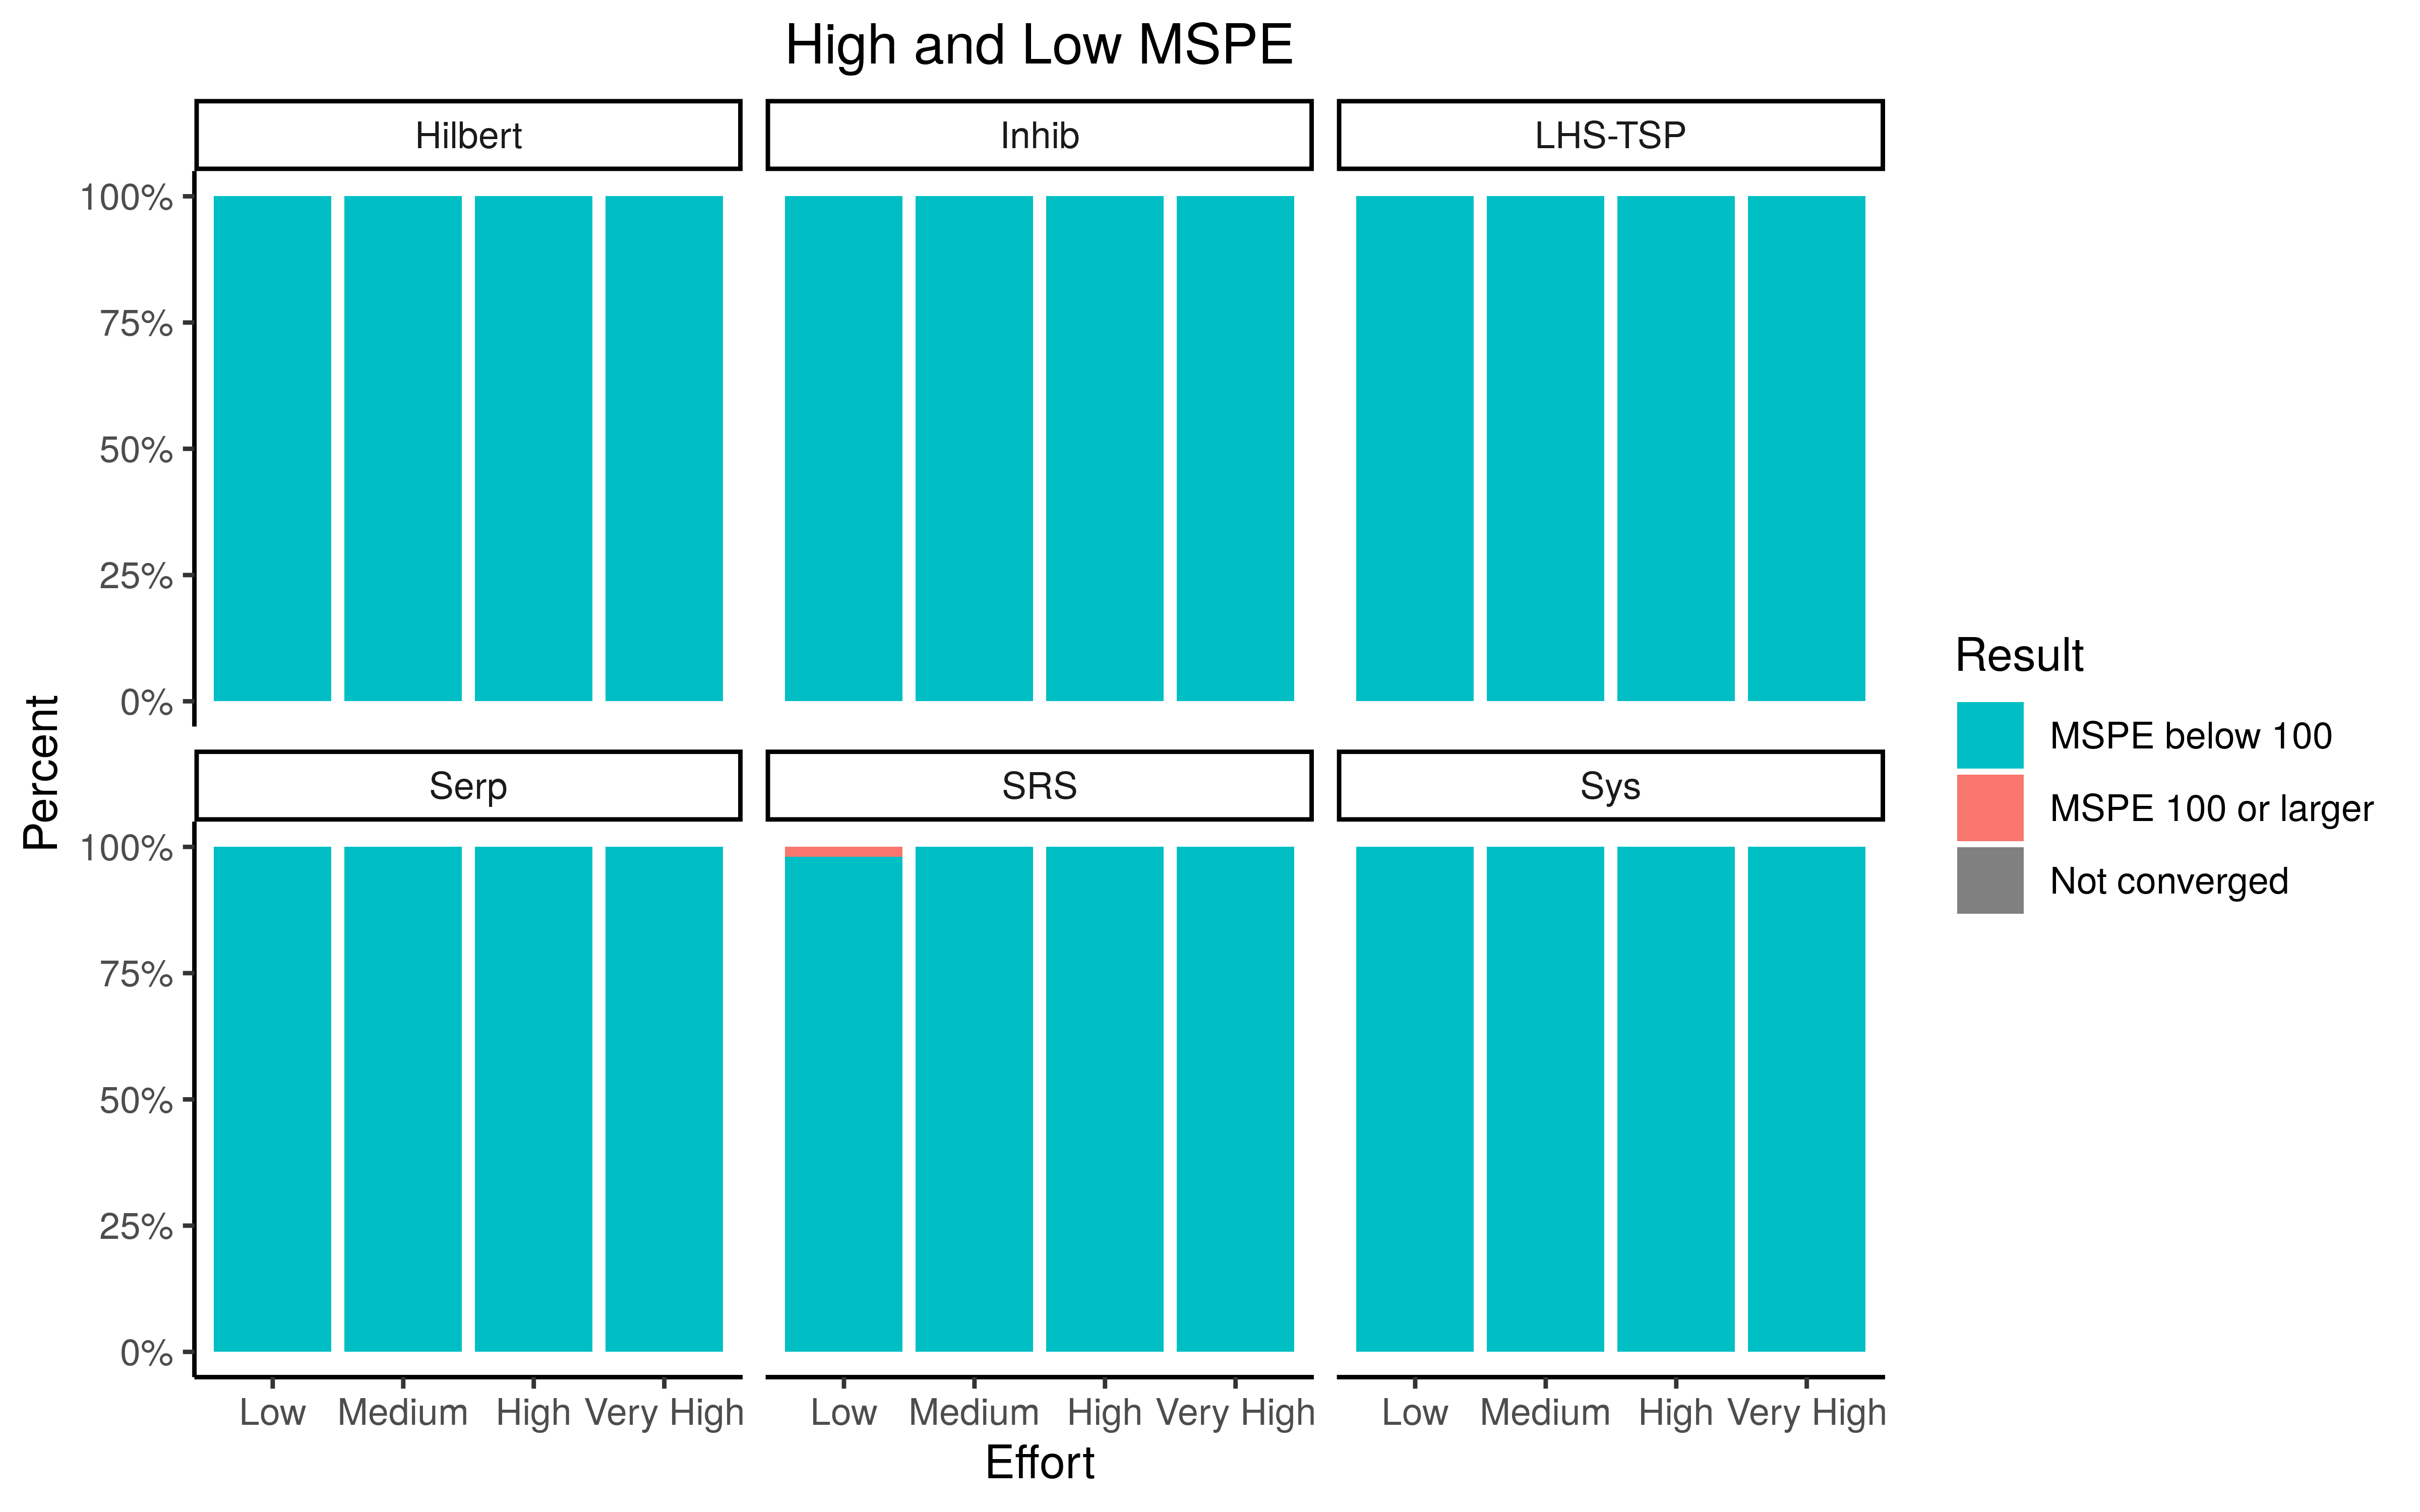 High and Low MSPE
Hilbert
Inhib
LHS-TSP
100%
75%
50%
25%
0%
Percent
Serp
SRS
Sys
100%
75%
50%
25%
0%
Low Medium High Very High
Low Medium High Very High
Low Medium High Very High
Effort
Result
MSPE below 100
MSPE 100 or larger
Not converged